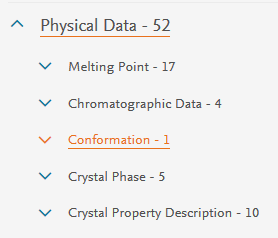 Physical Data - 52
Melting Point - 17
Chromatographic Data - 4
Conformation - 1
Crystal Phase - 5
Crystal Property Description - 10